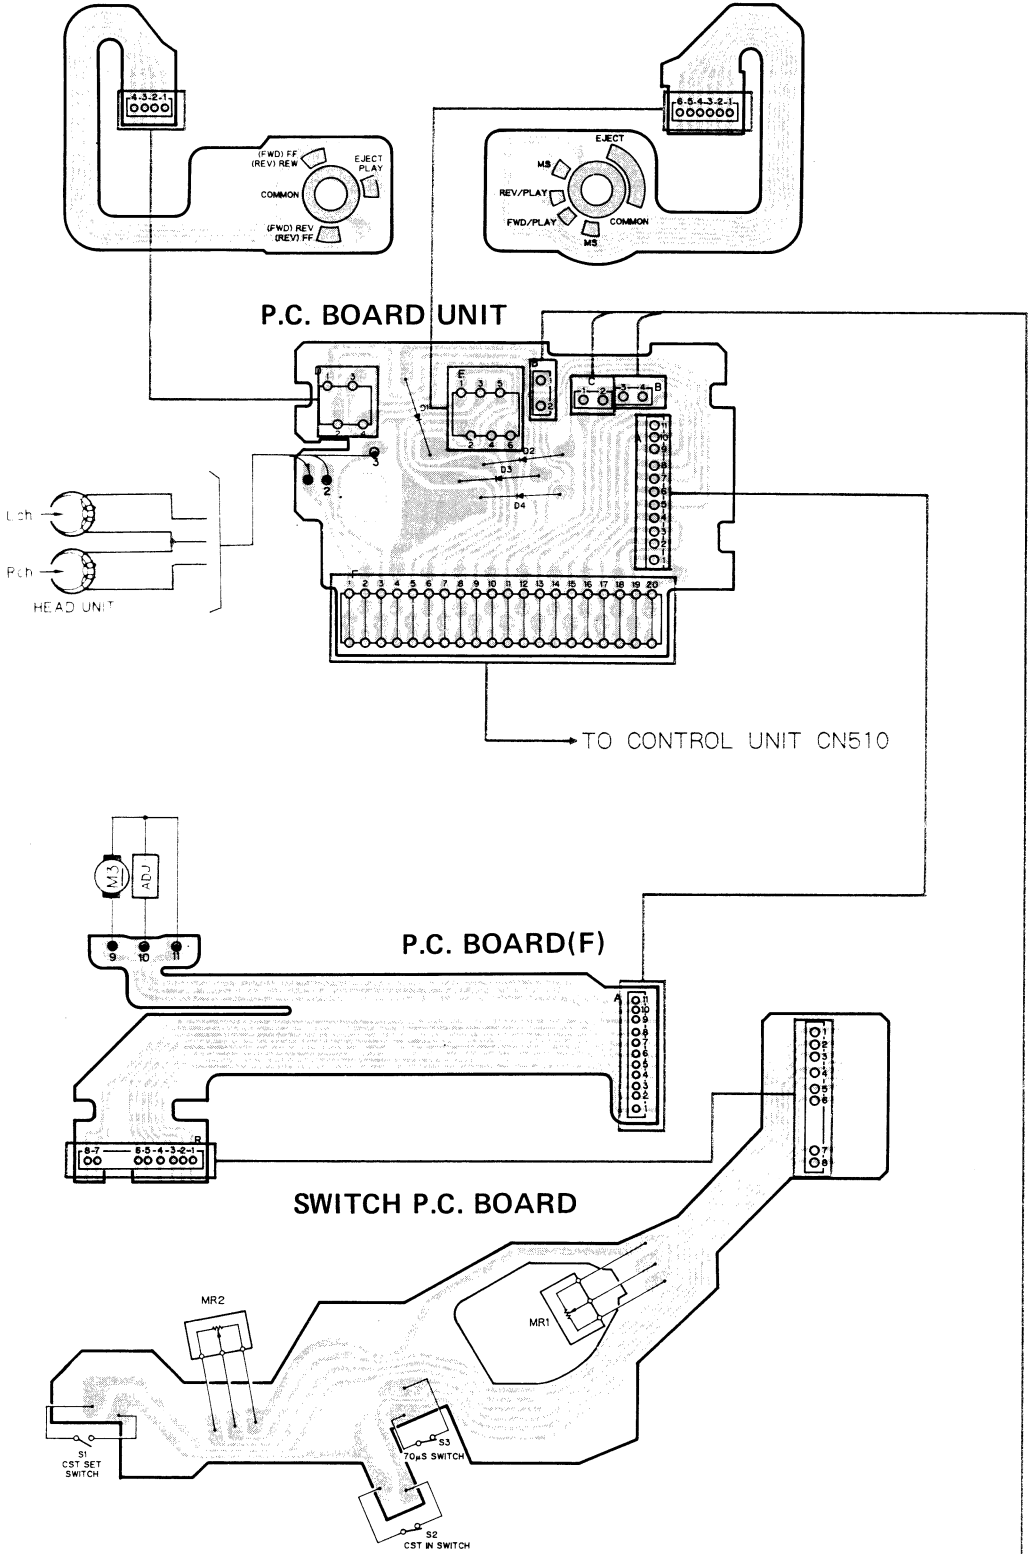 4-3-2-1
6-5-4-3-2-1
(FWD) FF
(REV) REW
EJECT
PLAY
COMMON
(FWD) REV
(REV) FF
EJECT
MS
REV/PLAY
FWD/PLAY
MS
COMMON
P.C. BOARD UNIT
D
1 3
2 4
E
1 3 5
2 4 6
B
1
2
C
1 2
3 4
B
D1
D2
D3
D4
A
11
10
9
8
7
6
5
4
3
2
1
1
2
3
L ch
R ch
HEAD UNIT
F
1 2 3 4 5 6 7 8 9 10 11 12 13 14 15 16 17 18 19 20
TO CONTROL UNIT CN510
M3
ADJ
9 10 11
P.C. BOARD(F)
A
11
10
9
8
7
6
5
4
3
2
1
1
2
3
4
5
6
7
8
8-7
6-5-4-3-2-1
SWITCH P.C. BOARD
MR2
MR1
S1
CST SET
SWITCH
S3
70µS SWITCH
S2
CST IN SWITCH